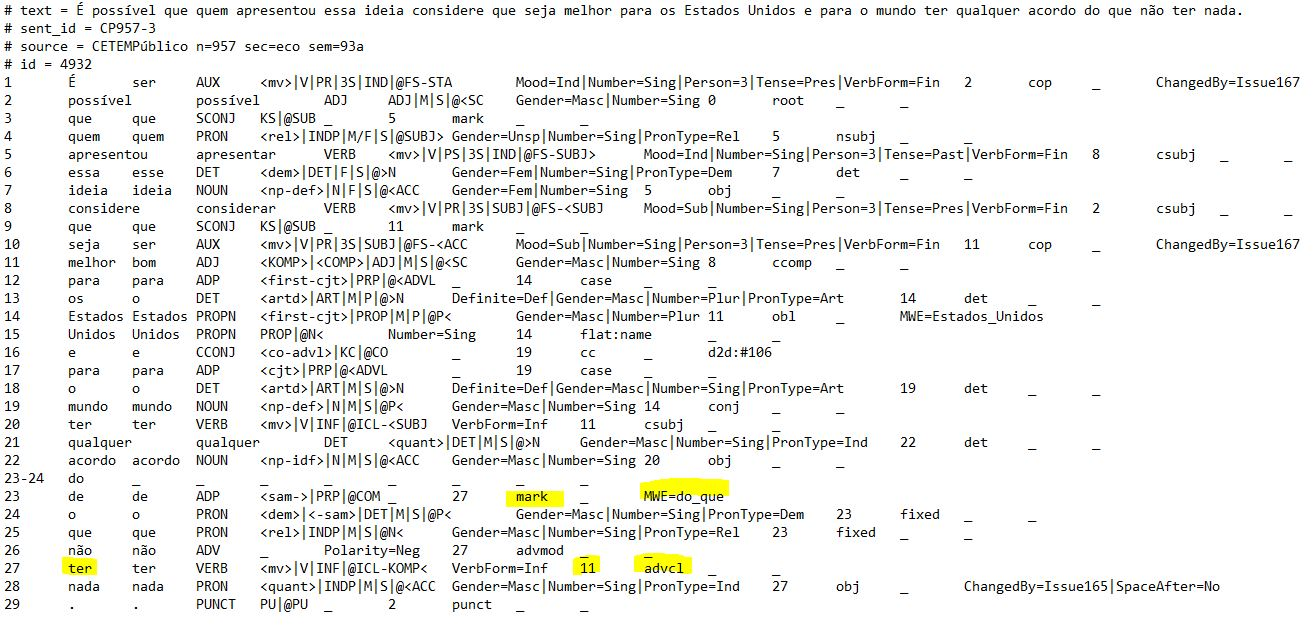 # text = É possível que quem apresentou essa ideia considere que seja melhor para os Estados Unidos e para o mundo ter qualquer acordo do que não ter nada.
# sent_id = CP957-3
# source = CETEMPúblico n=957 sec=eco sem=93a
# id = 4932
1 É ser AUX <mv>|V|PR|3S|IND|@FS-STA Mood=Ind|Number=Sing|Person=3|Tense=Pres|VerbForm=Fin 2 cop _ ChangedBy=Issue167
2 possível possível ADJ ADJ|M|S|@<SC Gender=Masc|Number=Sing 0 root _ _
3 que que SCONJ KS|@SUB _ 5 mark _ _
4 quem quem PRON <rel>|INDP|M/F|S|@SUBJ> Gender=Unsp|Number=Sing|PronType=Rel 5 nsubj _ _
5 apresentou apresentar VERB <mv>|V|PS|3S|IND|@FS-SUBJ> Mood=Ind|Number=Sing|Person=3|Tense=Past|VerbForm=Fin 8 csubj _ _
6 essa esse DET <dem>|DET|F|S|@>N Gender=Fem|Number=Sing|PronType=Dem 7 det _ _
7 ideia ideia NOUN <np-def>|N|F|S|@<ACC Gender=Fem|Number=Sing 5 obj _ _
8 considere considerar VERB <mv>|V|PR|3S|SUBJ|@FS-<SUBJ Mood=Sub|Number=Sing|Person=3|Tense=Pres|VerbForm=Fin 2 csubj _ _
9 que que SCONJ KS|@SUB _ 11 mark _ _
10 seja ser AUX <mv>|V|PR|3S|SUBJ|@FS-<ACC Mood=Sub|Number=Sing|Person=3|Tense=Pres|VerbForm=Fin 11 cop _ ChangedBy=Issue167
11 melhor bom ADJ <KOMP>|<COMP>|ADJ|M|S|@<SC Gender=Masc|Number=Sing 8 ccomp _ _
12 para para ADP <first-cjt>|PRP|@<ADVL _ 14 case _ _
13 os o DET <artd>|ART|M|P|@>N Definite=Def|Gender=Masc|Number=Plur|PronType=Art 14 det _ _
14 Estados Estados PROPN <first-cjt>|PROP|M|P|@P< Gender=Masc|Number=Plur 11 obl _ MWE=Estados_Unidos
15 Unidos Unidos PROPN PROP|@N< Number=Sing 14 flat:name _ _
16 e e CCONJ <co-advl>|KC|@CO _ 19 cc _ d2d:#106
17 para para ADP <cjt>|PRP|@<ADVL _ 19 case _ _
18 o o DET <artd>|ART|M|S|@>N Definite=Def|Gender=Masc|Number=Sing|PronType=Art 19 det _ _
19 mundo mundo NOUN <np-def>|N|M|S|@P< Gender=Masc|Number=Sing 14 conj _ _
20 ter ter VERB <mv>|V|INF|@ICL-<SUBJ VerbForm=Inf 11 csubj _ _
21 qualquer qualquer DET <quant>|DET|M|S|@>N Gender=Masc|Number=Sing|PronType=Ind 22 det _ _
22 acordo acordo NOUN <np-idf>|N|M|S|@<ACC Gender=Masc|Number=Sing 20 obj _ _
23-24 do _ _ _ _ _ _ _ _
23 de de ADP <sam->|PRP|@COM _ 27 mark _ MWE=do_que
24 o o PRON <dem>|<-sam>|DET|M|S|@P< Gender=Masc|Number=Sing|PronType=Dem 23 fixed _ _
25 que que PRON <rel>|INDP|M|S|@N< Gender=Masc|Number=Sing|PronType=Rel 23 fixed _ _
26 não não ADV _ Polarity=Neg 27 advmod _ _
27 ter ter VERB <mv>|V|INF|@ICL-KOMP< VerbForm=Inf 11 advcl _ _
28 nada nada PRON <quant>|INDP|M|S|@<ACC Gender=Masc|Number=Sing|PronType=Ind 27 obj _ ChangedBy=Issue165|SpaceAfter=No
29 . . PUNCT PU|@PU _ 2 punct _ _